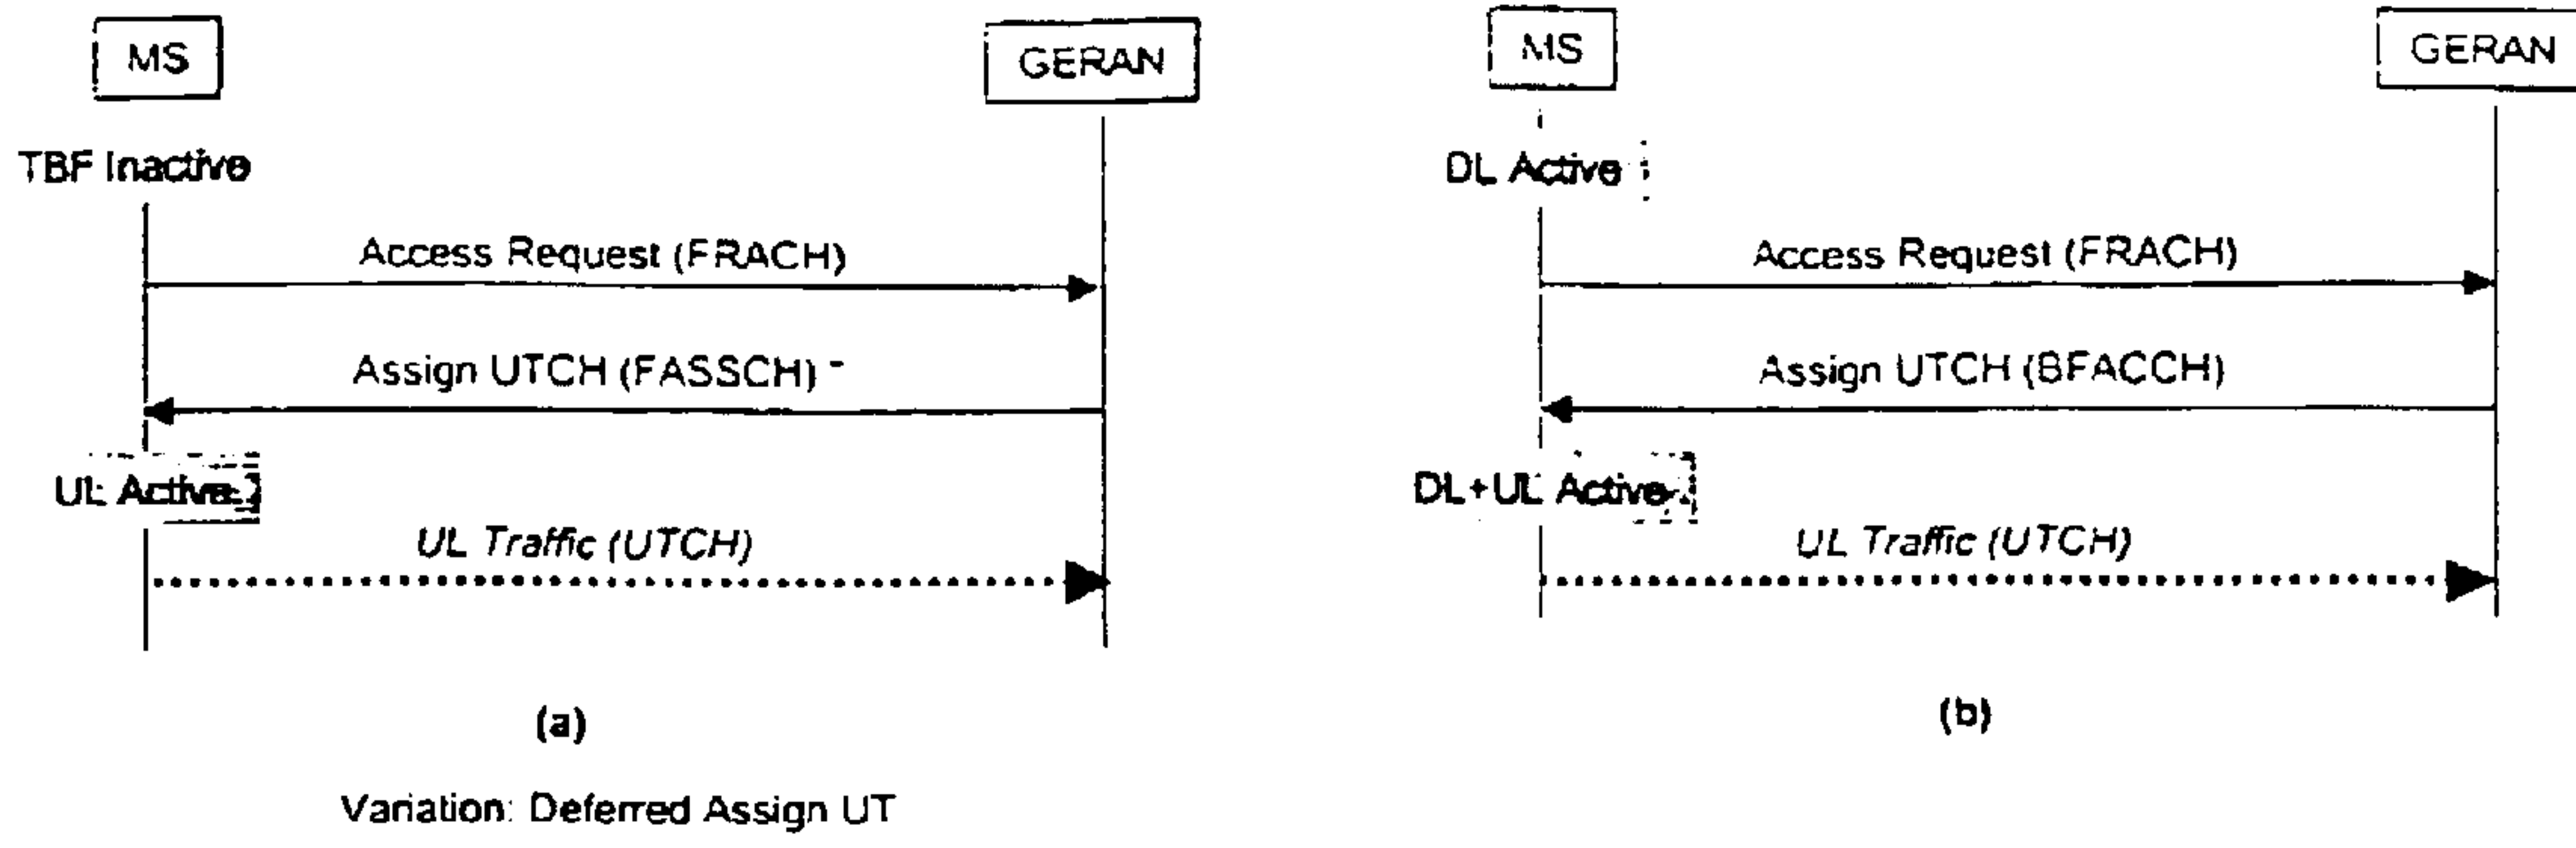 MS
GERAN
TBF Inactive
Access Request (FRACH)
Assign UTCH (FASSCH) -
UL Active
UL Traffic (UTCH)
(a)
Variation: Deferred Assign UT
MS
GERAN
DL Active
Access Request (FRACH)
Assign UTCH (BFACCH)
DL+UL Active
UL Traffic (UTCH)
(b)